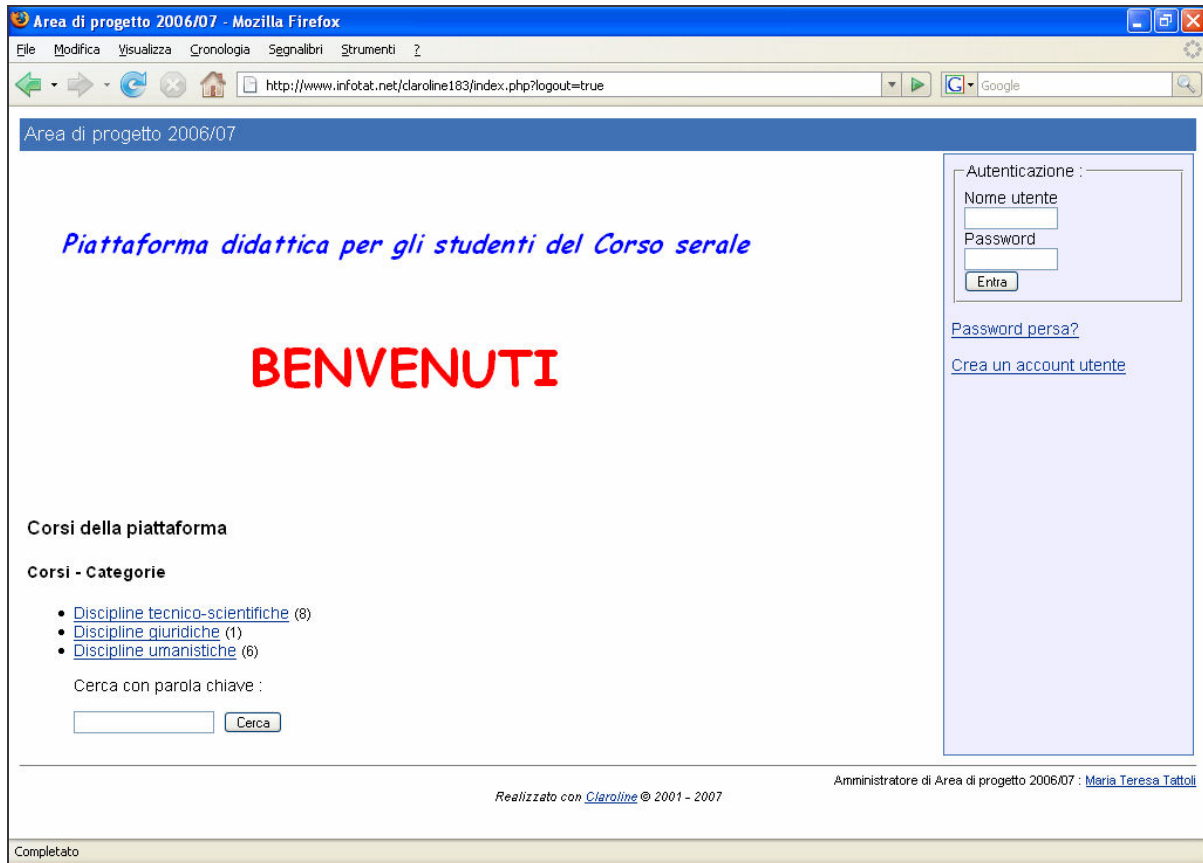 Area di progetto 2006/07 - Mozilla Firefox
File Modifica Visualizza Cronologia Segnalibri Strumenti ?
http://www.infotat.net/claroline183/index.php?logout=true
G Google
Area di progetto 2006/07
Piattaforma didattica per gli studenti del Corso serale
BENVENUTI
Corsi della piattaforma
Corsi - Categorie
• Discipline tecnico-scientifiche (8)
• Discipline giuridiche (1)
• Discipline umanistiche (6)
Cerca con parola chiave :
Cerca
Autenticazione :
Nome utente
Password
Entra
Password persa?
Crea un account utente
Amministratore di Area di progetto 2006/07 : Maria Teresa Tattoli
Realizzato con Claroline © 2001 - 2007
Completato